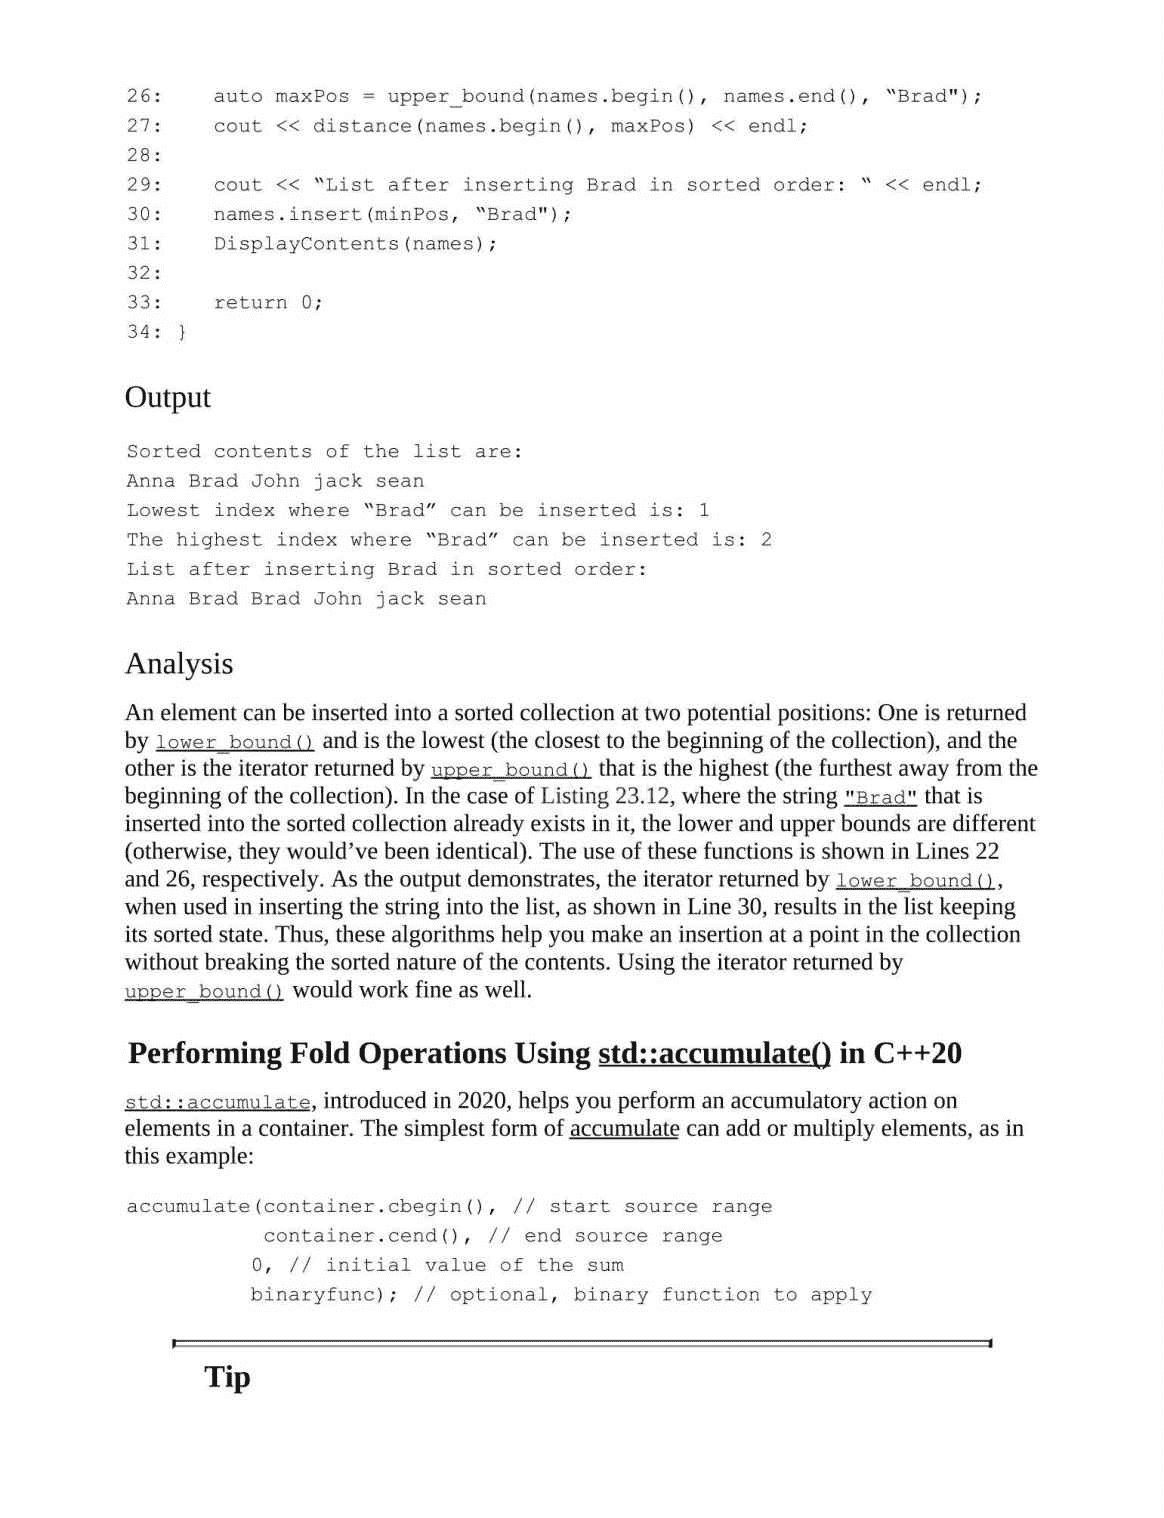 26:    auto maxPos = upper_bound(names.begin(), names.end(), “Brad");
27:    cout << distance(names.begin(), maxPos) << endl;
28:
29:    cout << “List after inserting Brad in sorted order: “ << endl;
30:    names.insert(minPos, “Brad");
31:    DisplayContents(names);
32:
33:    return 0;
34: }
Output
Sorted contents of the list are:
Anna Brad John jack sean
Lowest index where “Brad” can be inserted is: 1
The highest index where “Brad” can be inserted is: 2
List after inserting Brad in sorted order:
Anna Brad Brad John jack sean
Analysis
An element can be inserted into a sorted collection at two potential positions: One is returned
by lower_bound() and is the lowest (the closest to the beginning of the collection), and the
other is the iterator returned by upper_bound() that is the highest (the furthest away from the
beginning of the collection). In the case of Listing 23.12, where the string "Brad" that is
inserted into the sorted collection already exists in it, the lower and upper bounds are different
(otherwise, they would’ve been identical). The use of these functions is shown in Lines 22
and 26, respectively. As the output demonstrates, the iterator returned by lower_bound(),
when used in inserting the string into the list, as shown in Line 30, results in the list keeping
its sorted state. Thus, these algorithms help you make an insertion at a point in the collection
without breaking the sorted nature of the contents. Using the iterator returned by
upper_bound() would work fine as well.
Performing Fold Operations Using std::accumulate() in C++20
std::accumulate, introduced in 2020, helps you perform an accumulatory action on
elements in a container. The simplest form of accumulate can add or multiply elements, as in
this example:
accumulate(container.cbegin(), // start source range
           container.cend(), // end source range
          0, // initial value of the sum
          binaryfunc); // optional, binary function to apply
Tip